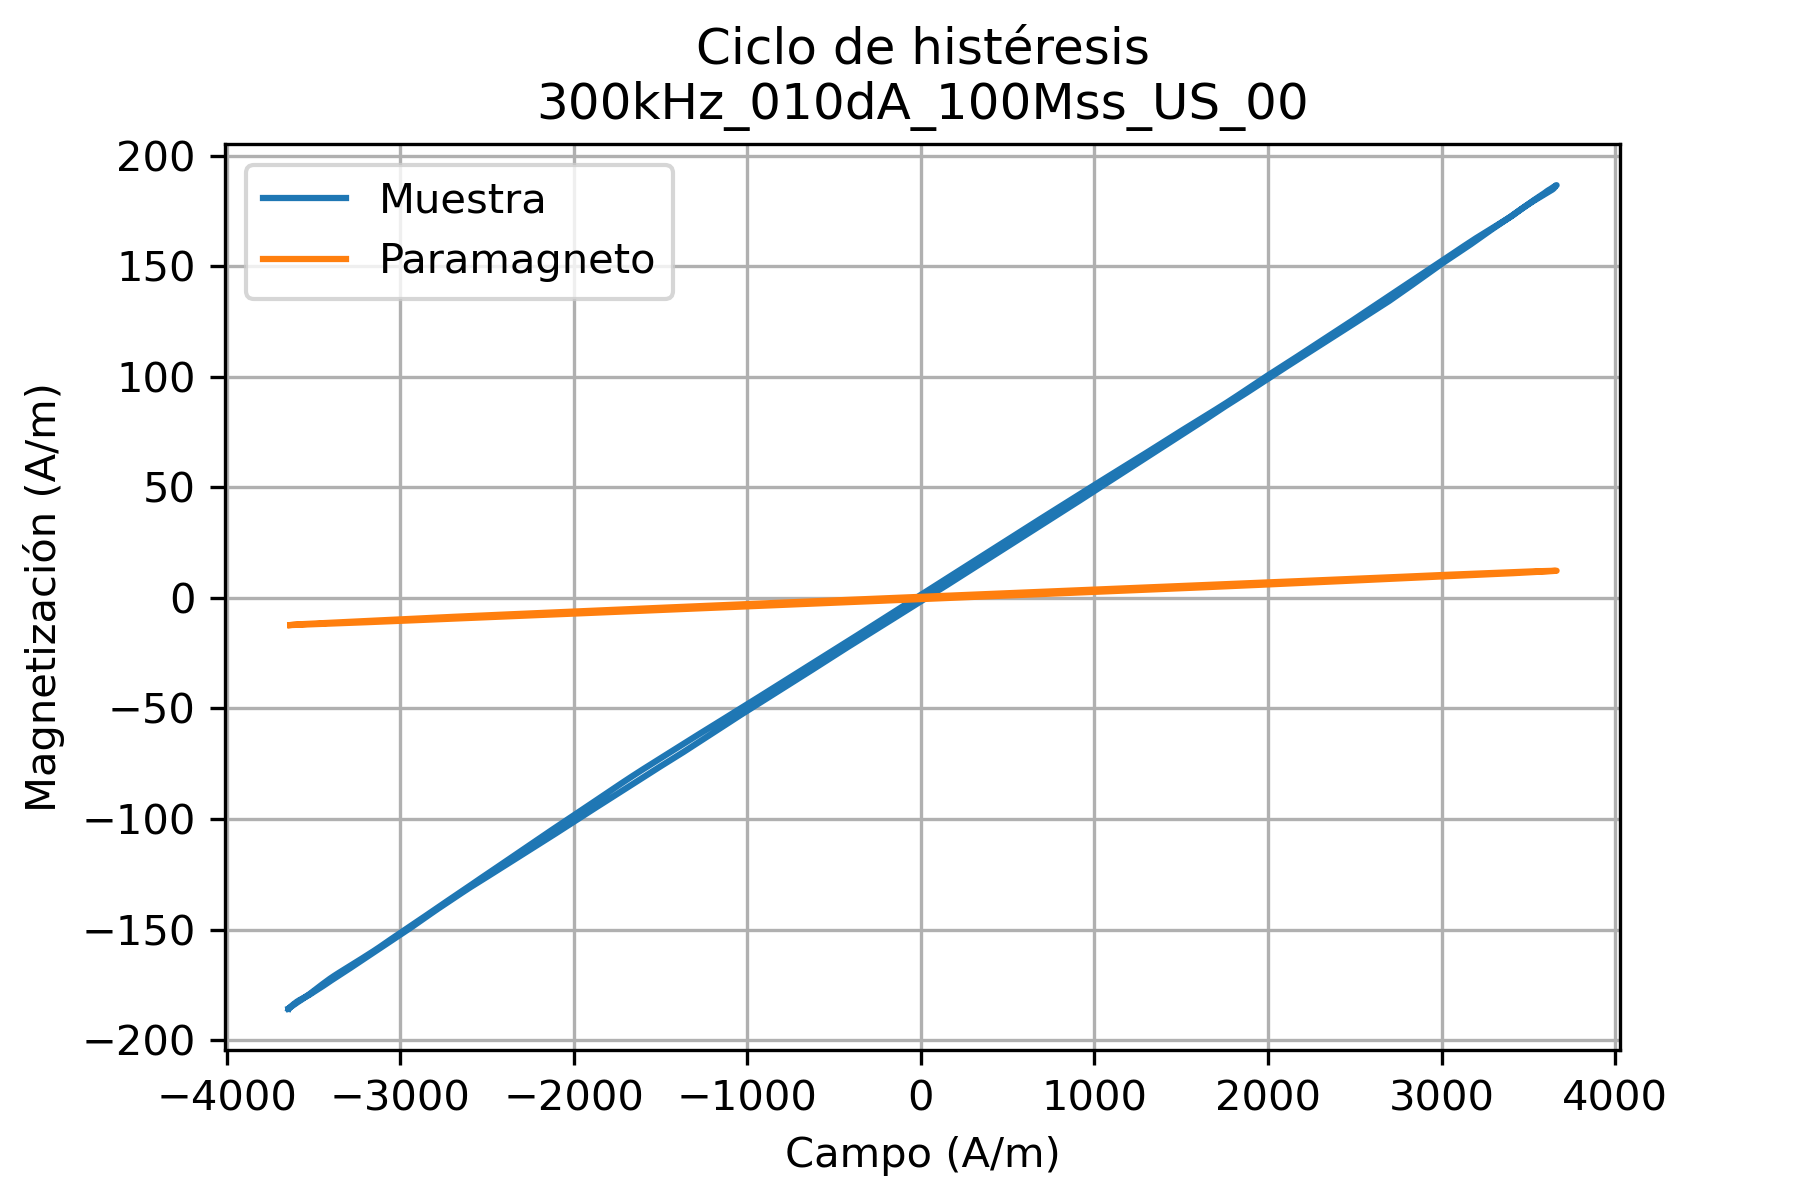 Ciclo de histéresis
300kHz_010dA_100Mss_US_00
Muestra
Paramagneto
200
150
100
50
0
−50
−100
−150
−200
Magnetización (A/m)
−4000 −3000 −2000 −1000 0 1000 2000 3000 4000
Campo (A/m)